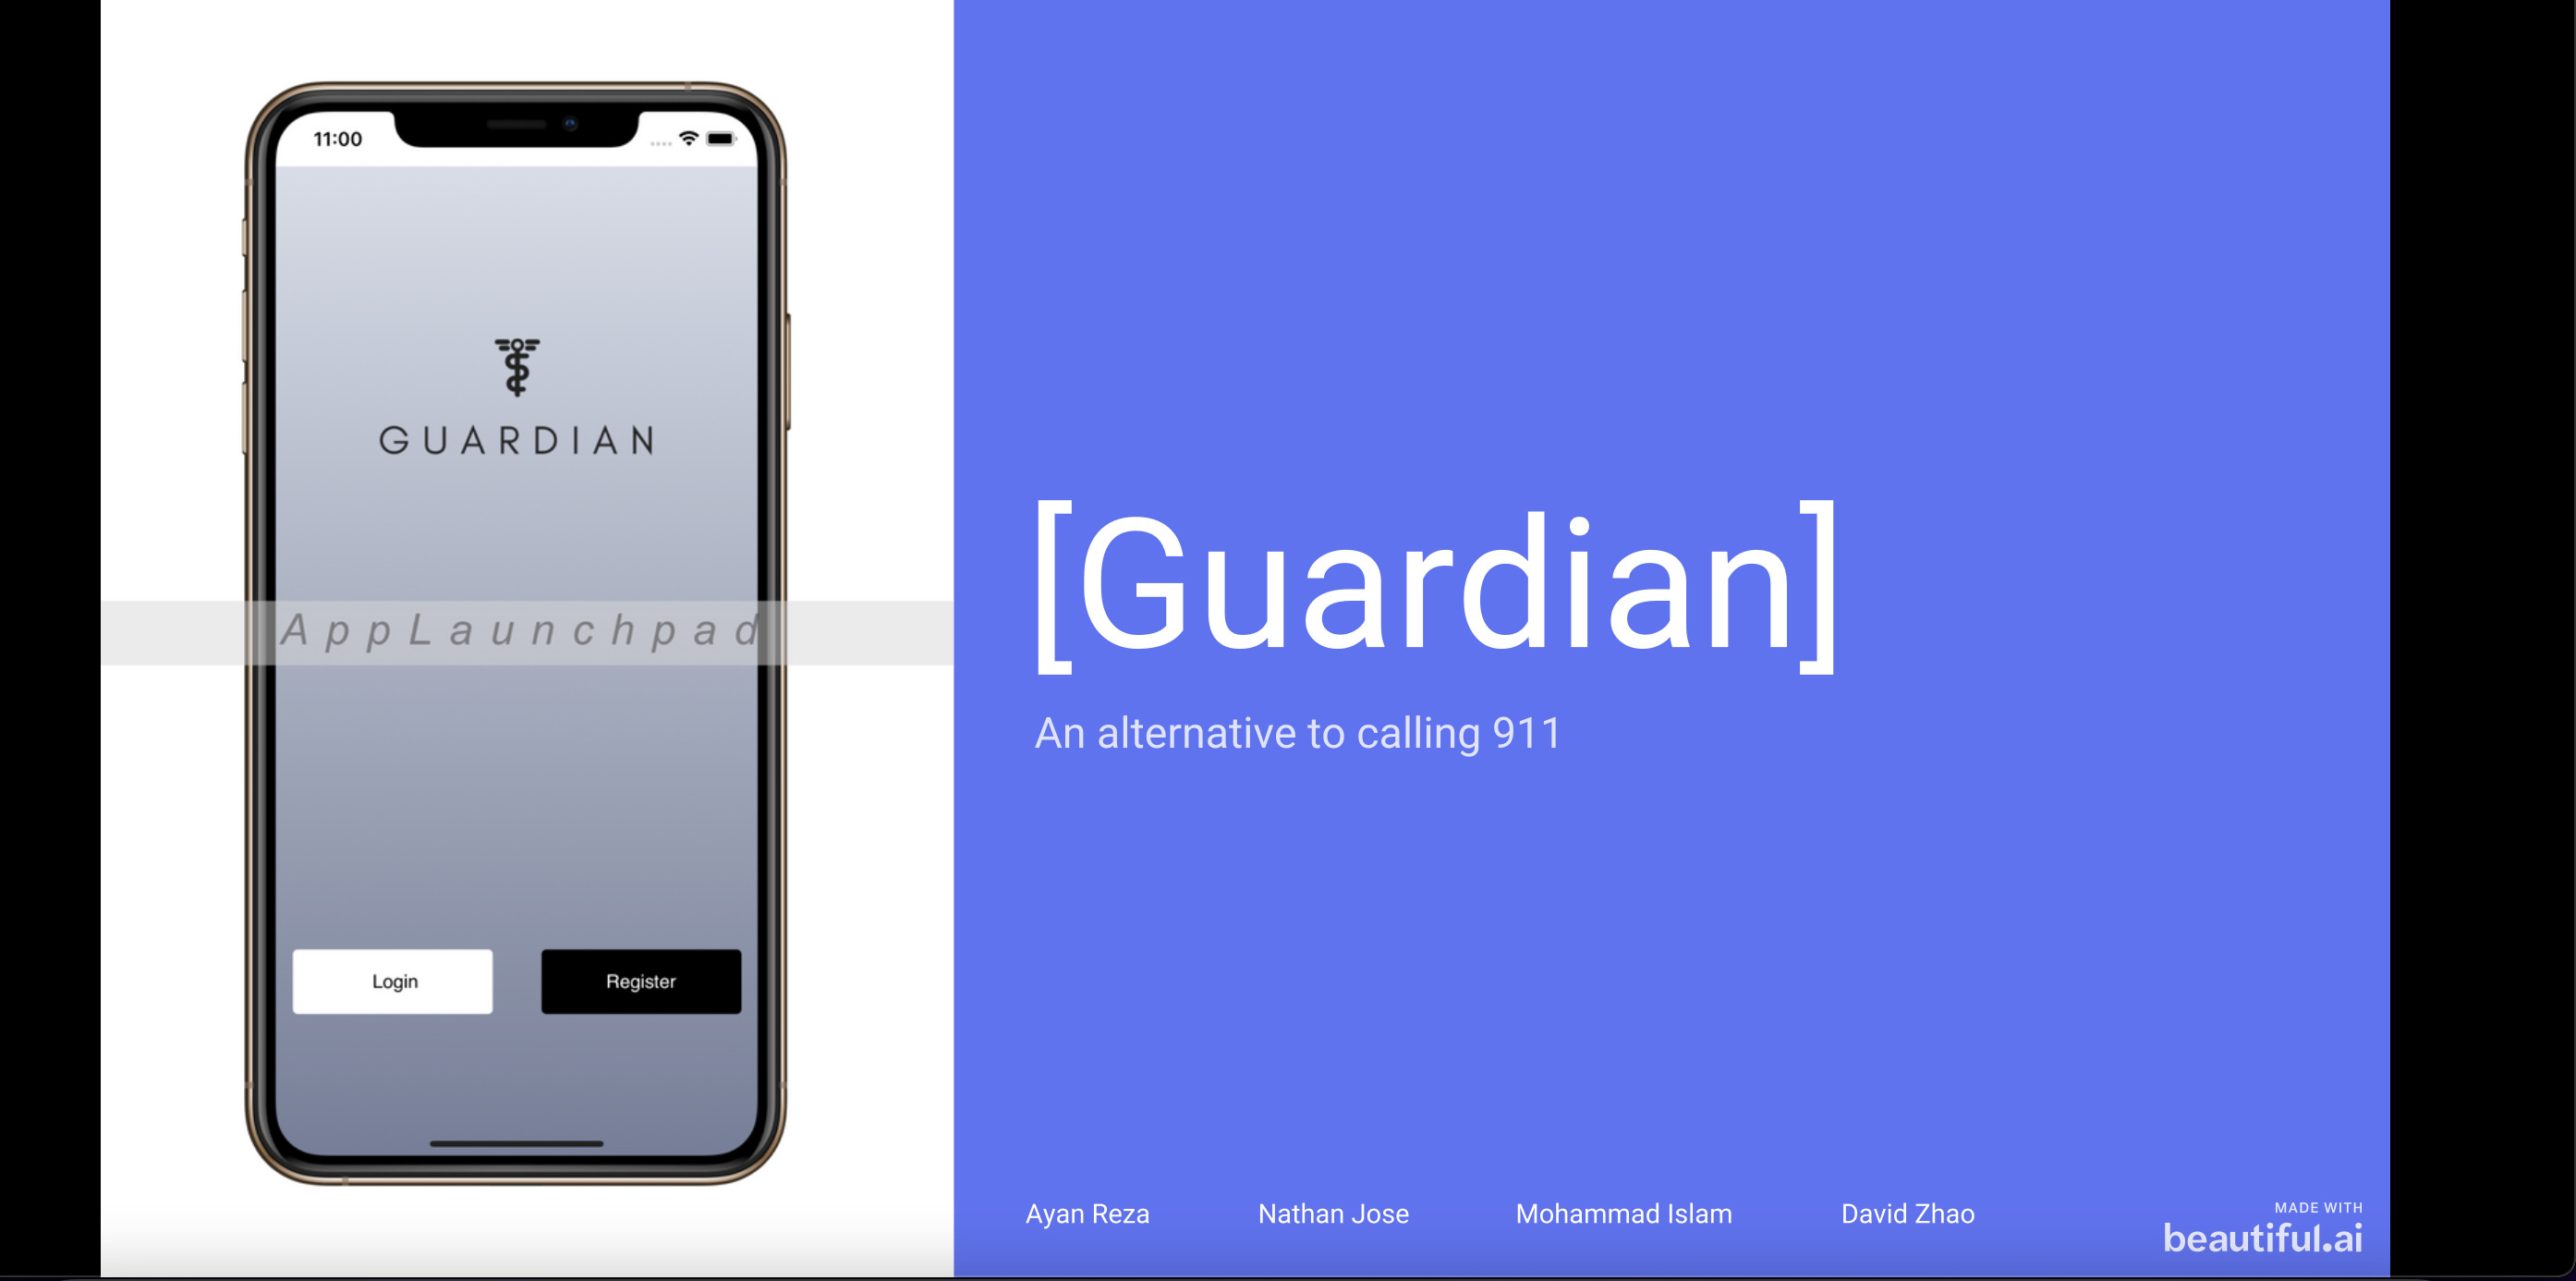 11:00
GUARDIAN
AppLaunchpad
Login
Register
[Guardian]
An alternative to calling 911
Ayan Reza
Nathan Jose
Mohammad Islam
David Zhao
MADE WITH
beautiful.ai